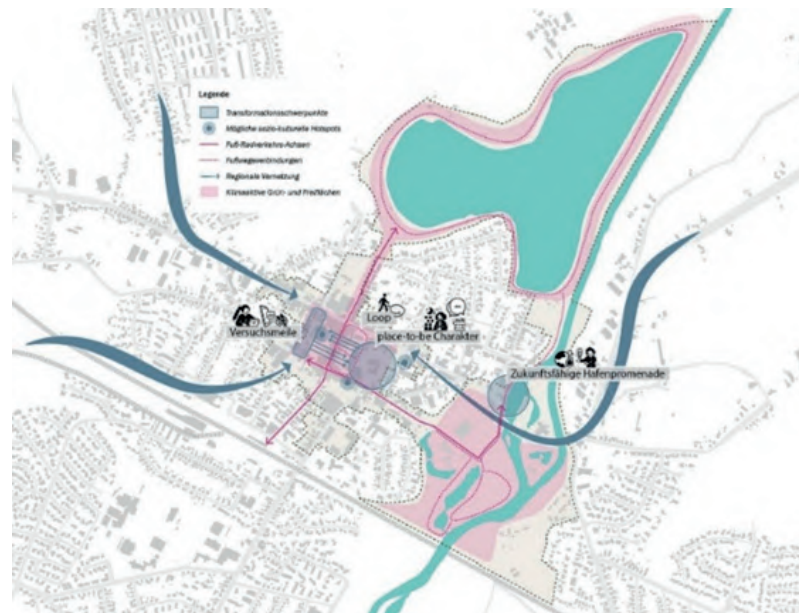 Legende
Transformationsschwerpunkte
Mögliche sozio-kulturelle Hotspots
Fuß-Radverkehrs-Achsen
Fußwegeverbindungen
Regionale Vernetzung
Klimaaktive Grün- und Freiflächen
Loop
Versuchsmeile
place-to-be Charakter
Zukunftsfähige Hafenpromenade